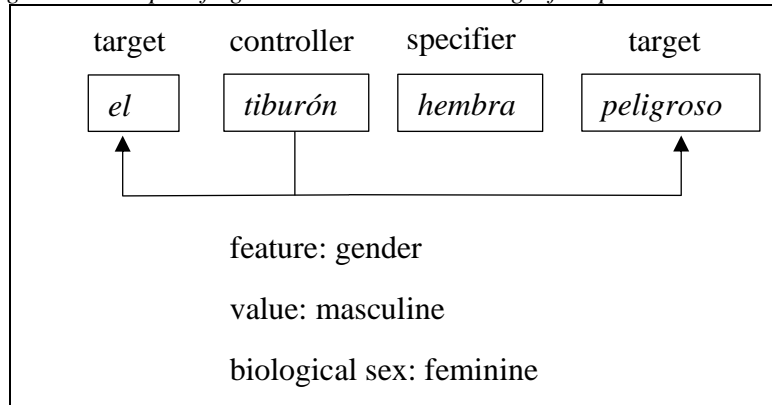 target controller specifier target
el tiburón hembra peligroso
feature: gender
value: masculine
biological sex: feminine